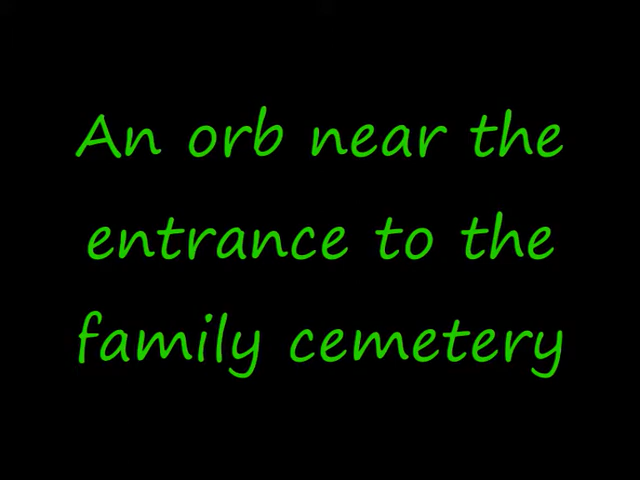 An orb near the
entrance to the
family cemetery